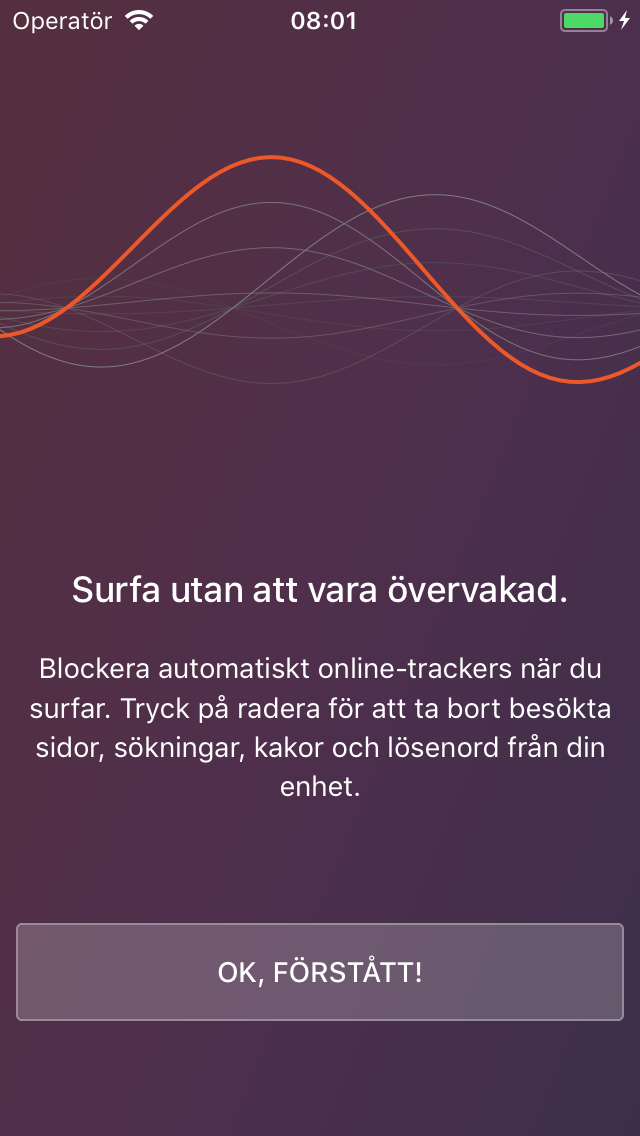 Operatör 08:01
Surfa utan att vara övervakad.
Blockera automatiskt online-trackers när du
surfar. Tryck på radera för att ta bort besökta
sidor, sökningar, kakor och lösenord från din
enhet.
OK, FÖRSTÅTT!